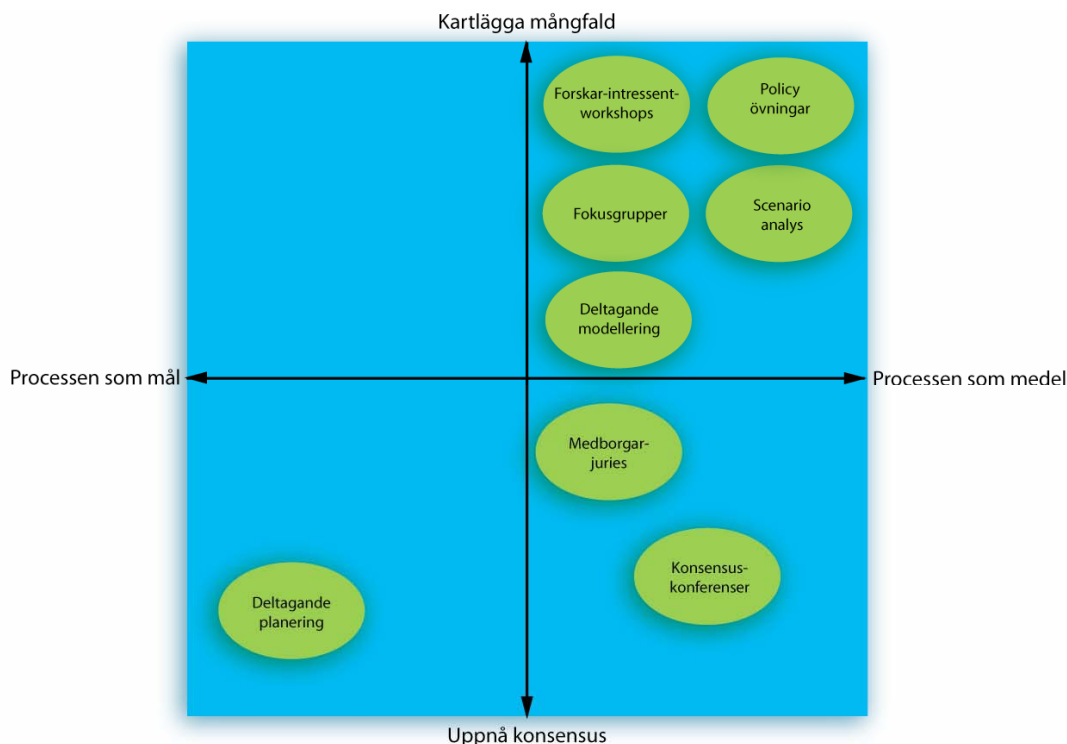 Kartlägga mångfald
Forskar-intressent-
workshops
Policy
övningar
Fokusgrupper
Scenario
analys
Deltagande
modellering
Processen som mål
Processen som medel
Medborgar-
juries
Konsensus-
konferenser
Deltagande
planering
Uppnå konsensus